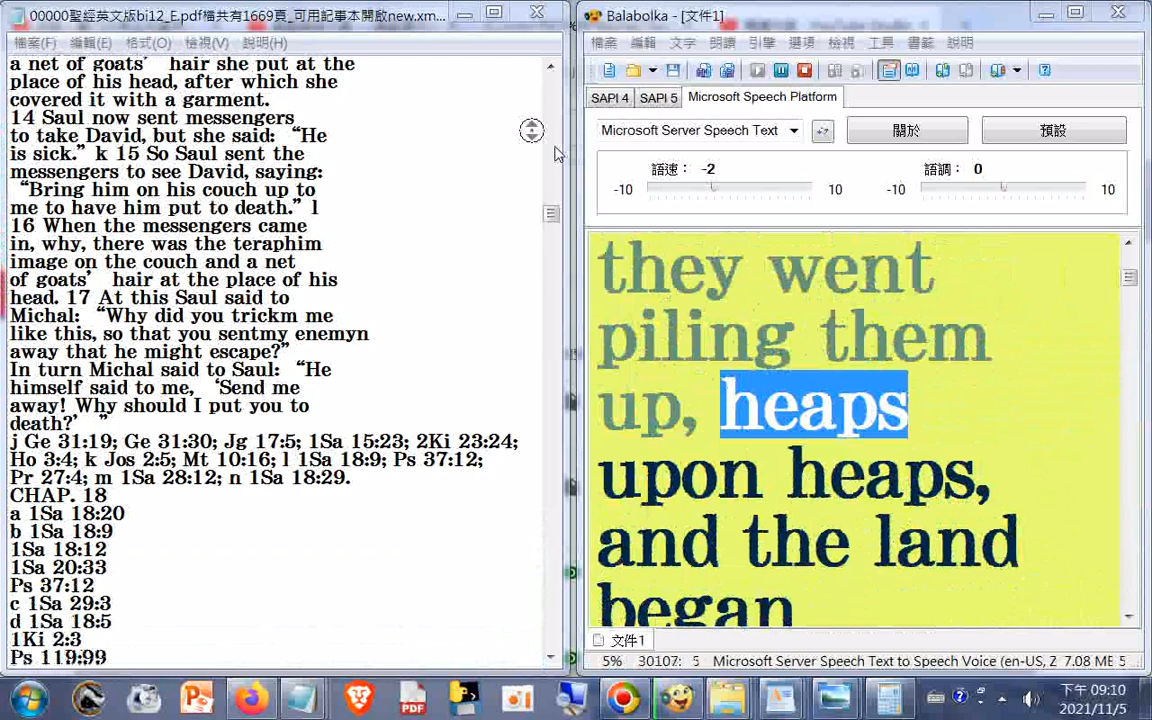 00000聖經英文版bi12_E.pdf檔共有1669頁_可用記事本開啟new.xm...
檔案(F) 編輯(E) 格式(O) 檢視(V) 說明(H)
a net of goats' hair she put at the
place of his head, after which she
covered it with a garment.
14 Saul now sent messengers
to take David, but she said: “He
is sick.” k 15 So Saul sent the
messengers to see David, saying:
“Bring him on his couch up to
me to have him put to death.” l
16 When the messengers came
in, why, there was the teraphim
image on the couch and a net
of goats’ hair at the place of his
head. 17 At this Saul said to
Michal: “Why did you trickm me
like this, so that you sentmy enemyn
away that he might escape?”
In turn Michal said to Saul: “He
himself said to me, ‘Send me
away! Why should I put you to
death?’ ”
j Ge 31:19; Ge 31:30; Jg 17:5; 1Sa 15:23; 2Ki 23:24;
Ho 3:4; k Jos 2:5; Mt 10:16; l 1Sa 18:9; Ps 37:12;
Pr 27:4; m 1Sa 28:12; n 1Sa 18:29.
CHAP. 18
a 1Sa 18:20
b 1Sa 18:9
1Sa 18:12
1Sa 20:33
Ps 37:12
c 1Sa 29:3
d 1Sa 18:5
1Ki 2:3
Ps 119:99
Balabolka - [文件1]
檔案 編輯 文字 朗讀 引擎 選項 檢視 工具 書籤 說明
SAPI 4 SAPI 5 Microsoft Speech Platform
Microsoft Server Speech Text 關於 預設
語速: -2 語調: 0
-10 10 -10 10
they went
piling them
up, heaps
upon heaps,
and the land
began
文件1
5% 30107: 5 Microsoft Server Speech Text to Speech Voice (en-US, 2 7.08 MB 5
PDF
下午 09:10
2021/11/5